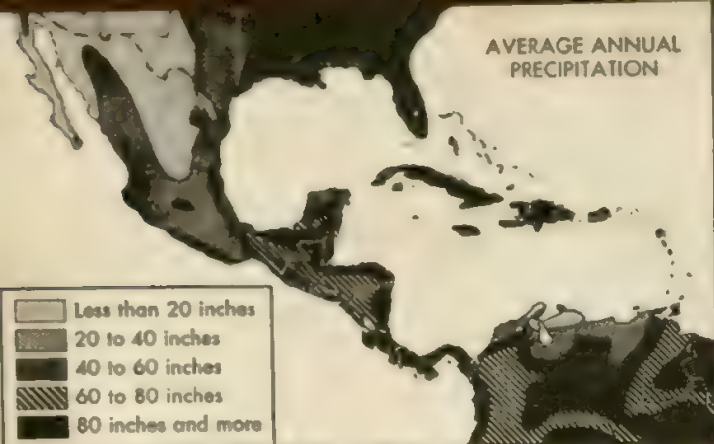 AVERAGE ANNUAL
PRECIPITATION
Less than 20 inches
20 to 40 inches
40 to 60 inches
60 to 80 inches
80 inches and more